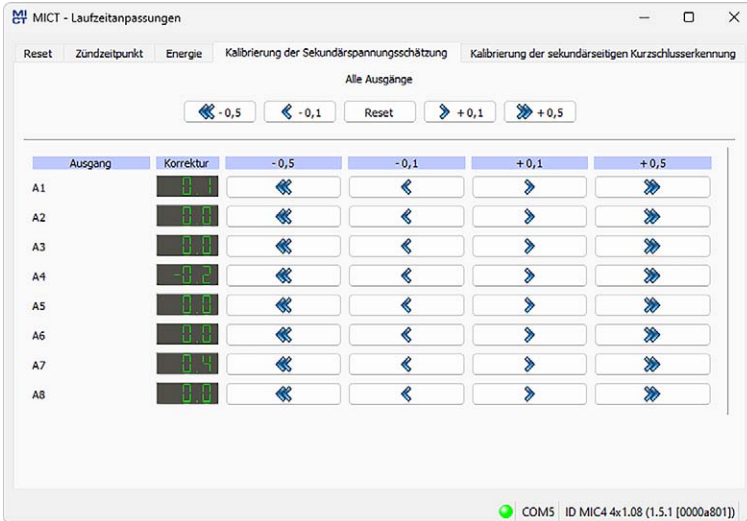 MICT - Laufzeitanpassungen
Reset Zündzeitpunkt Energie Kalibrierung der Sekundärspannungsschätzung Kalibrierung der sekundärseitigen Kurzschlusserkennung
Alle Ausgänge
- 0,5 - 0,1 Reset + 0,1 + 0,5
Ausgang Korrektur - 0,5 - 0,1 + 0,1 + 0,5
A1 0.1
A2 0.0
A3 0.0
A4 -0.2
A5 0.0
A6 0.0
A7 0.4
A8 0.0
COM5 ID MIC4 4x1.08 (1.5.1 [0000a801])